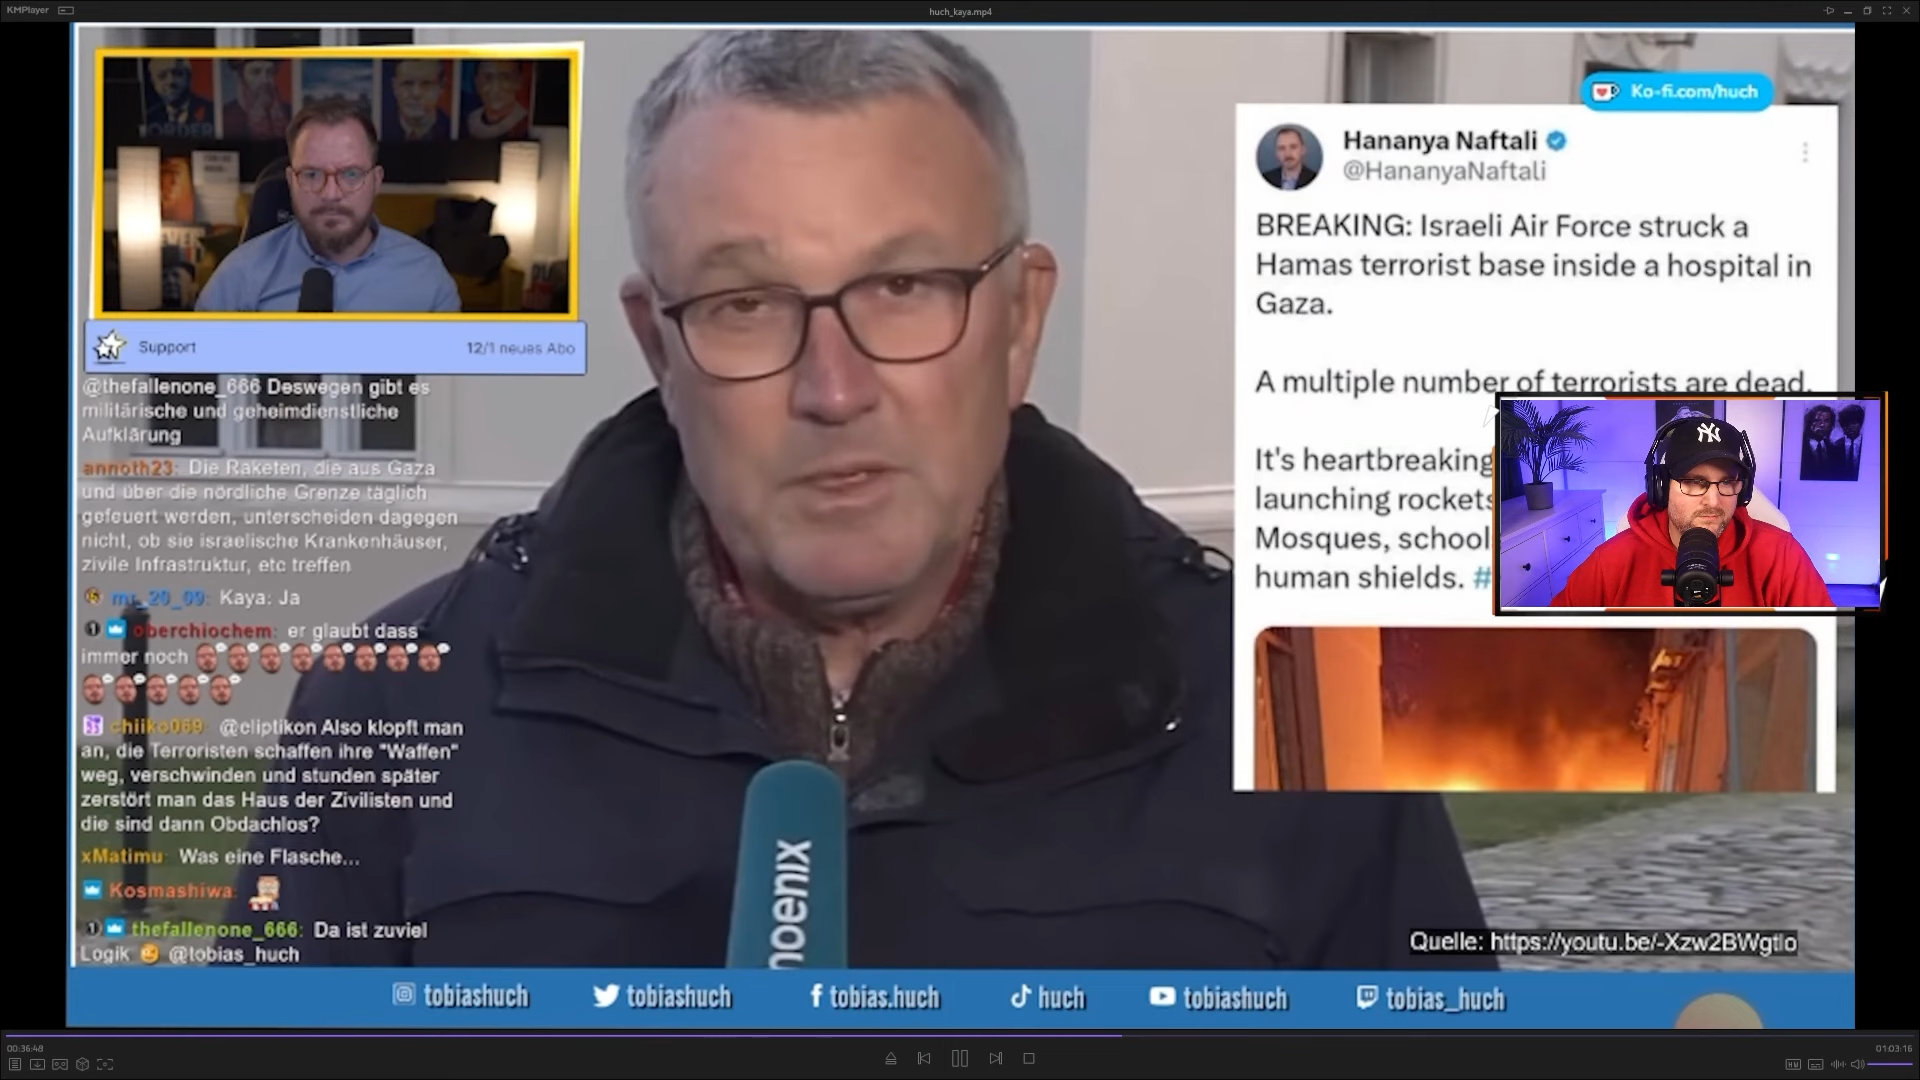 KMPlayer
huch_kaya.mp4
Ko-fi.com/huch
Hananya Naftali
@HananyaNaftali
BREAKING: Israeli Air Force struck a
Hamas terrorist base inside a hospital in
Gaza.
A multiple number of terrorists are dead.
It's heartbreaking
launching rockets
Mosques, school
human shields. #
Support
12/1 neues Abo
@thefallenone_666 Deswegen gibt es
militärische und geheimdienstliche
Aufklärung
annoth23: Die Raketen, die aus Gaza
und über die nördliche Grenze täglich
gefeuert werden, unterscheiden dagegen
nicht, ob sie israelische Krankenhäuser,
zivile Infrastruktur, etc treffen
mr_20_09: Kaya: Ja
oberchiochem: er glaubt dass
immer noch
chiiko069: @eliptikon Also klopft man
an, die Terroristen schaffen ihre "Waffen"
weg, verschwinden und stunden später
zerstört man das Haus der Zivilisten und
die sind dann Obdachlos?
xMatimu: Was eine Flasche...
Kosmashiwa:
thefallenone_666: Da ist zuviel
Logik @tobias_huch
noenix
Quelle: https://youtu.be/-Xzw2BWgtlo
tobiashuch
tobiashuch
tobias.huch
huch
tobiashuch
tobias_huch
00:36:48
01:03:16